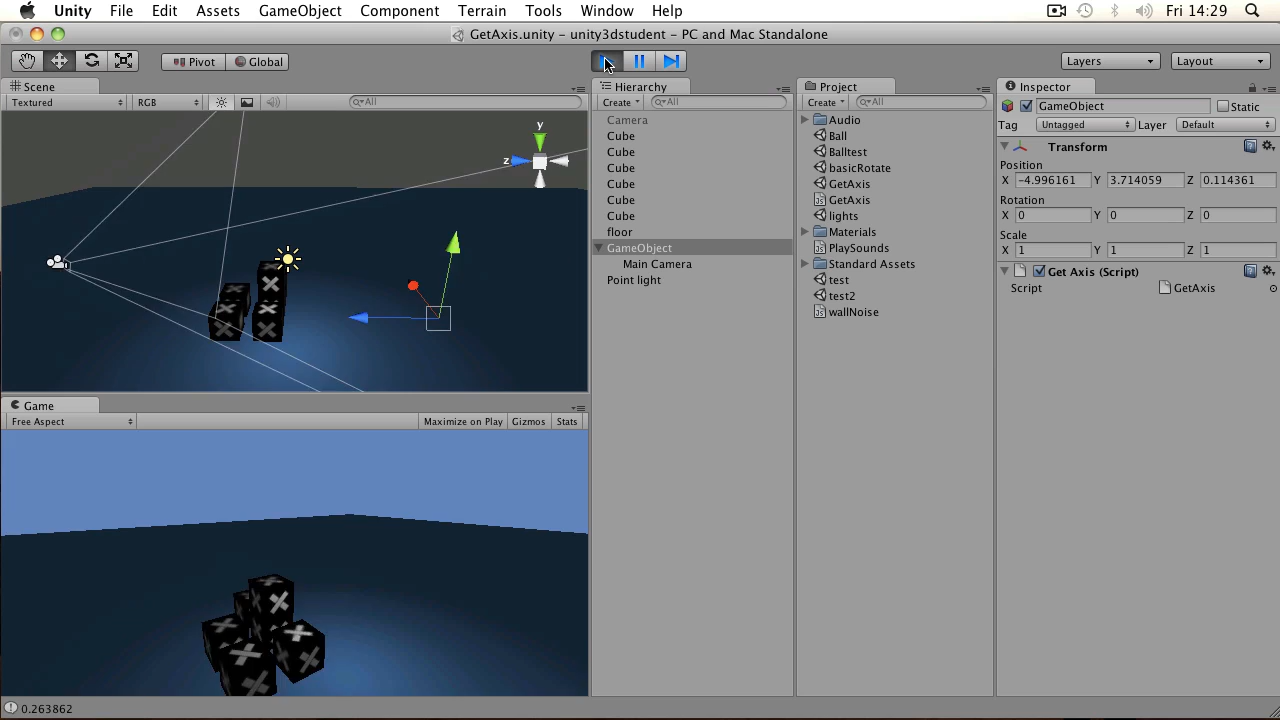 Unity File Edit Assets GameObject Component Terrain Tools Window Help Fri 14:29
GetAxis.unity – unity3dstudent – PC and Mac Standalone
Pivot Global Layers Layout
Scene
Textured RGB All
y
z
Game
Free Aspect Maximize on Play Gizmos Stats
Hierarchy
Create All
Camera
Cube
Cube
Cube
Cube
Cube
Cube
floor
GameObject
Main Camera
Point light
Project
Create All
Audio
Ball
Balltest
basicRotate
GetAxis
GetAxis
lights
Materials
PlaySounds
Standard Assets
test
test2
wallNoise
Inspector
GameObject Static
Tag Untagged Layer Default
Transform
Position
X -4.996161 Y 3.714059 Z 0.114361
Rotation
X 0 Y 0 Z 0
Scale
X 1 Y 1 Z 1
Get Axis (Script)
Script GetAxis
0.263862